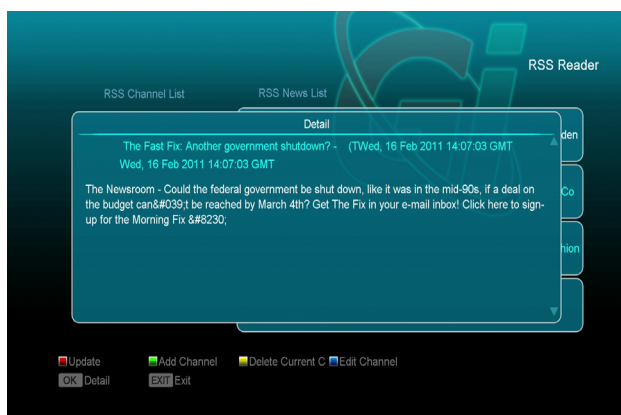 RSS Reader
RSS Channel List
RSS News List
Detail
The Fast Fix: Another government shutdown? - (TWed, 16 Feb 2011 14:07:03 GMT
Wed, 16 Feb 2011 14:07:03 GMT
The Newsroom - Could the federal government be shut down, like it was in the mid-90s, if a deal on
the budget can&#039;t be reached by March 4th? Get The Fix in your e-mail inbox! Click here to sign-
up for the Morning Fix &#8230;
den
Co
hion
Update
Add Channel
Delete Current C
Edit Channel
OK Detail
EXIT Exit